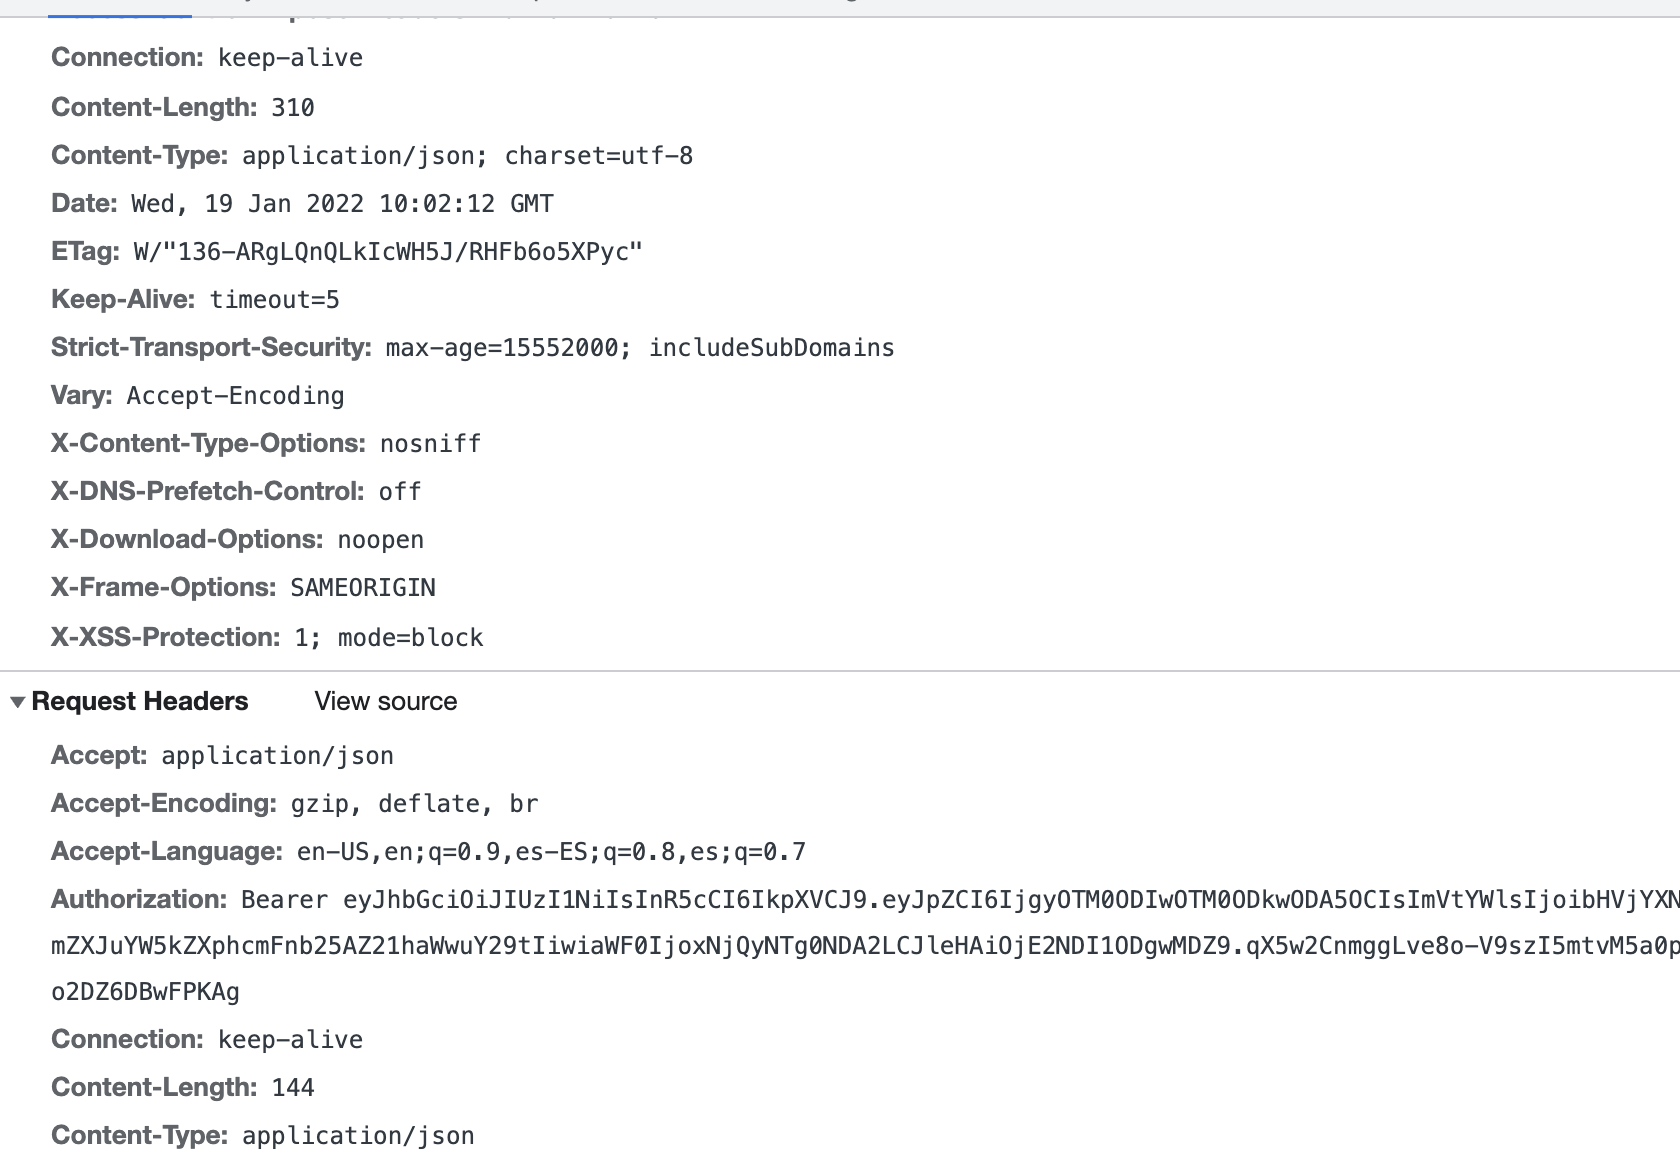 Connection: keep-alive
Content-Length: 310
Content-Type: application/json; charset=utf-8
Date: Wed, 19 Jan 2022 10:02:12 GMT
ETag: W/"136-ARgLQnQLkIcWH5J/RHFb6o5XPyc"
Keep-Alive: timeout=5
Strict-Transport-Security: max-age=15552000; includeSubDomains
Vary: Accept-Encoding
X-Content-Type-Options: nosniff
X-DNS-Prefetch-Control: off
X-Download-Options: noopen
X-Frame-Options: SAMEORIGIN
X-XSS-Protection: 1; mode=block
Request Headers View source
Accept: application/json
Accept-Encoding: gzip, deflate, br
Accept-Language: en-US,en;q=0.9,es-ES;q=0.8,es;q=0.7
Authorization: Bearer eyJhbGciOiJIUzI1NiIsInR5cCI6IkpXVCJ9.eyJpZCI6IjgyOTM0ODIwOTM0ODkwODA5OCIsImVtYWlsIjoibHVjYXN
mZXJuYW5kZXphcmFnb25AZ21haWwuY29tIiwiaWF0IjoxNjQyNTg0NDA2LCJleHAiOjE2NDI1ODgwMDZ9.qX5w2CnmggLve8o-V9szI5mtvM5a0p
o2DZ6DBwFPKAg
Connection: keep-alive
Content-Length: 144
Content-Type: application/json